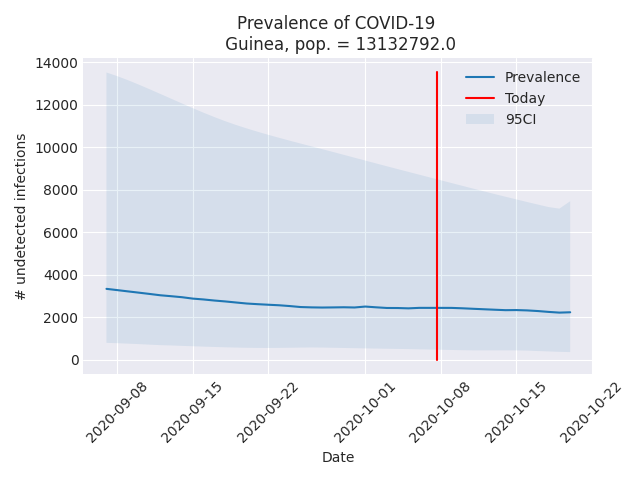 Prevalence of COVID-19
Guinea, pop. = 13132792.0
14000
12000
10000
8000
6000
4000
2000
0
# undetected infections
Prevalence
Today
95CI
2020-09-08
2020-09-15
2020-09-22
2020-10-01
2020-10-08
2020-10-15
2020-10-22
Date